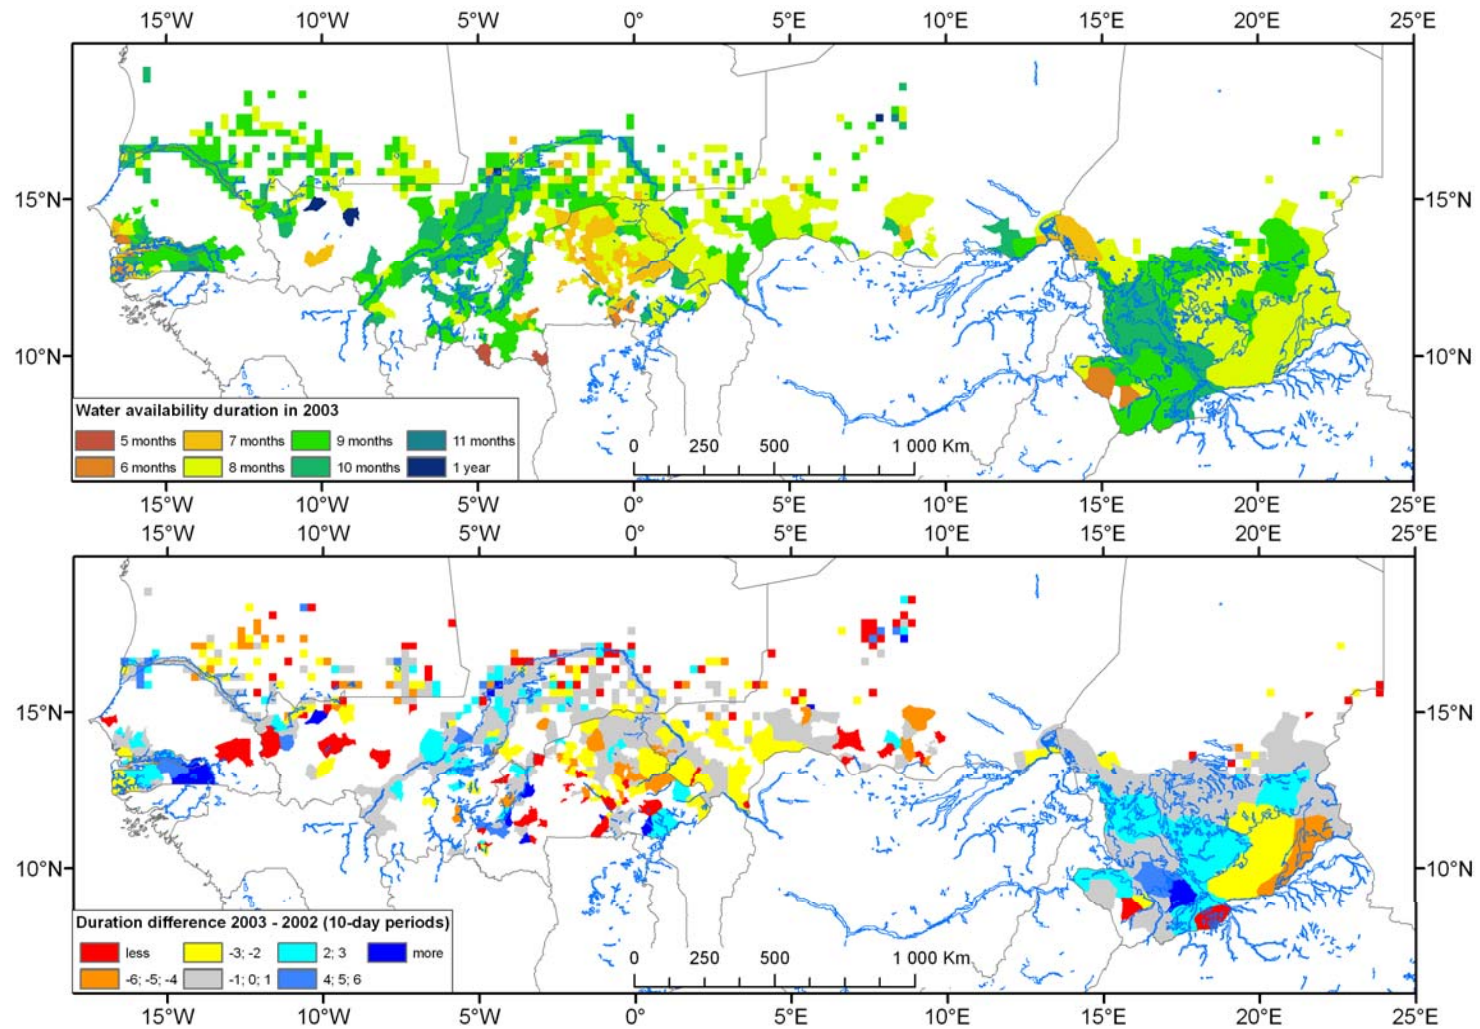 15°W 10°W 5°W 0° 5°E 10°E 15°E 20°E 25°E
15°N 15°N
10°N 10°N
Water availability duration in 2003
5 months 7 months 9 months 11 months
6 months 8 months 10 months 1 year
0 250 500 1000 Km
15°W 10°W 5°W 0° 5°E 10°E 15°E 20°E 25°E
15°W 10°W 5°W 0° 5°E 10°E 15°E 20°E 25°E
15°N 15°N
10°N 10°N
Duration difference 2003 - 2002 (10-day periods)
less -3; -2 2; 3 more
-6; -5; -4 -1; 0; 1 4; 5; 6
0 250 500 1000 Km
15°W 10°W 5°W 0° 5°E 10°E 15°E 20°E 25°E